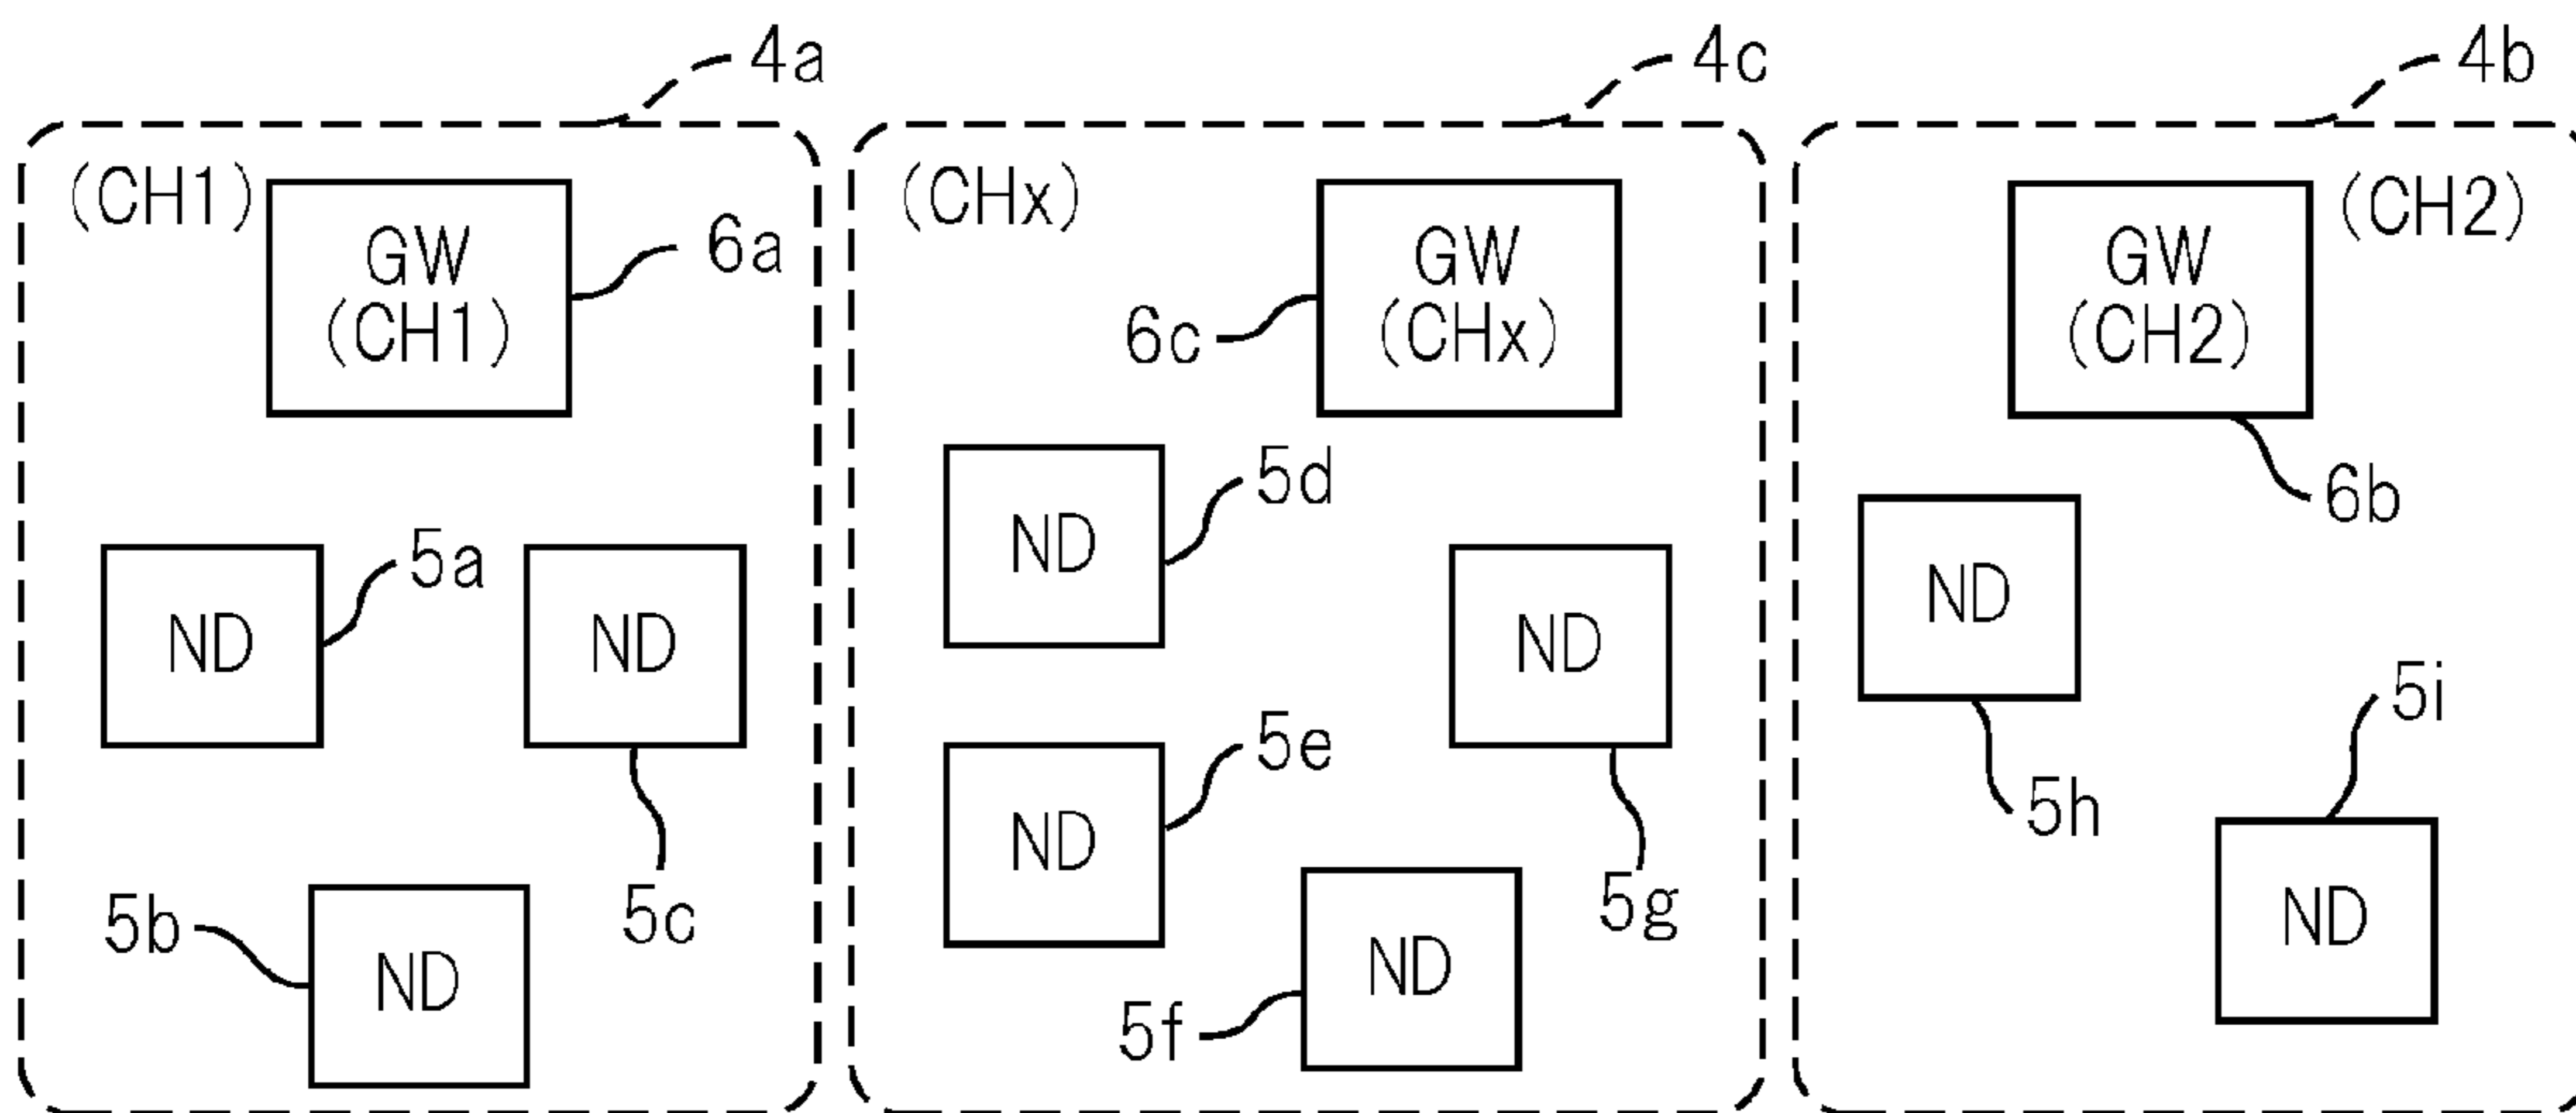 4a
4c
4b
(CH1)
GW
(CH1)
6a
(CHx)
GW
(CHx)
6c
GW
(CH2)
(CH2)
6b
ND
5a
ND
5c
5b
ND
ND
5d
ND
5g
ND
5e
5f
ND
ND
5h
5i
ND